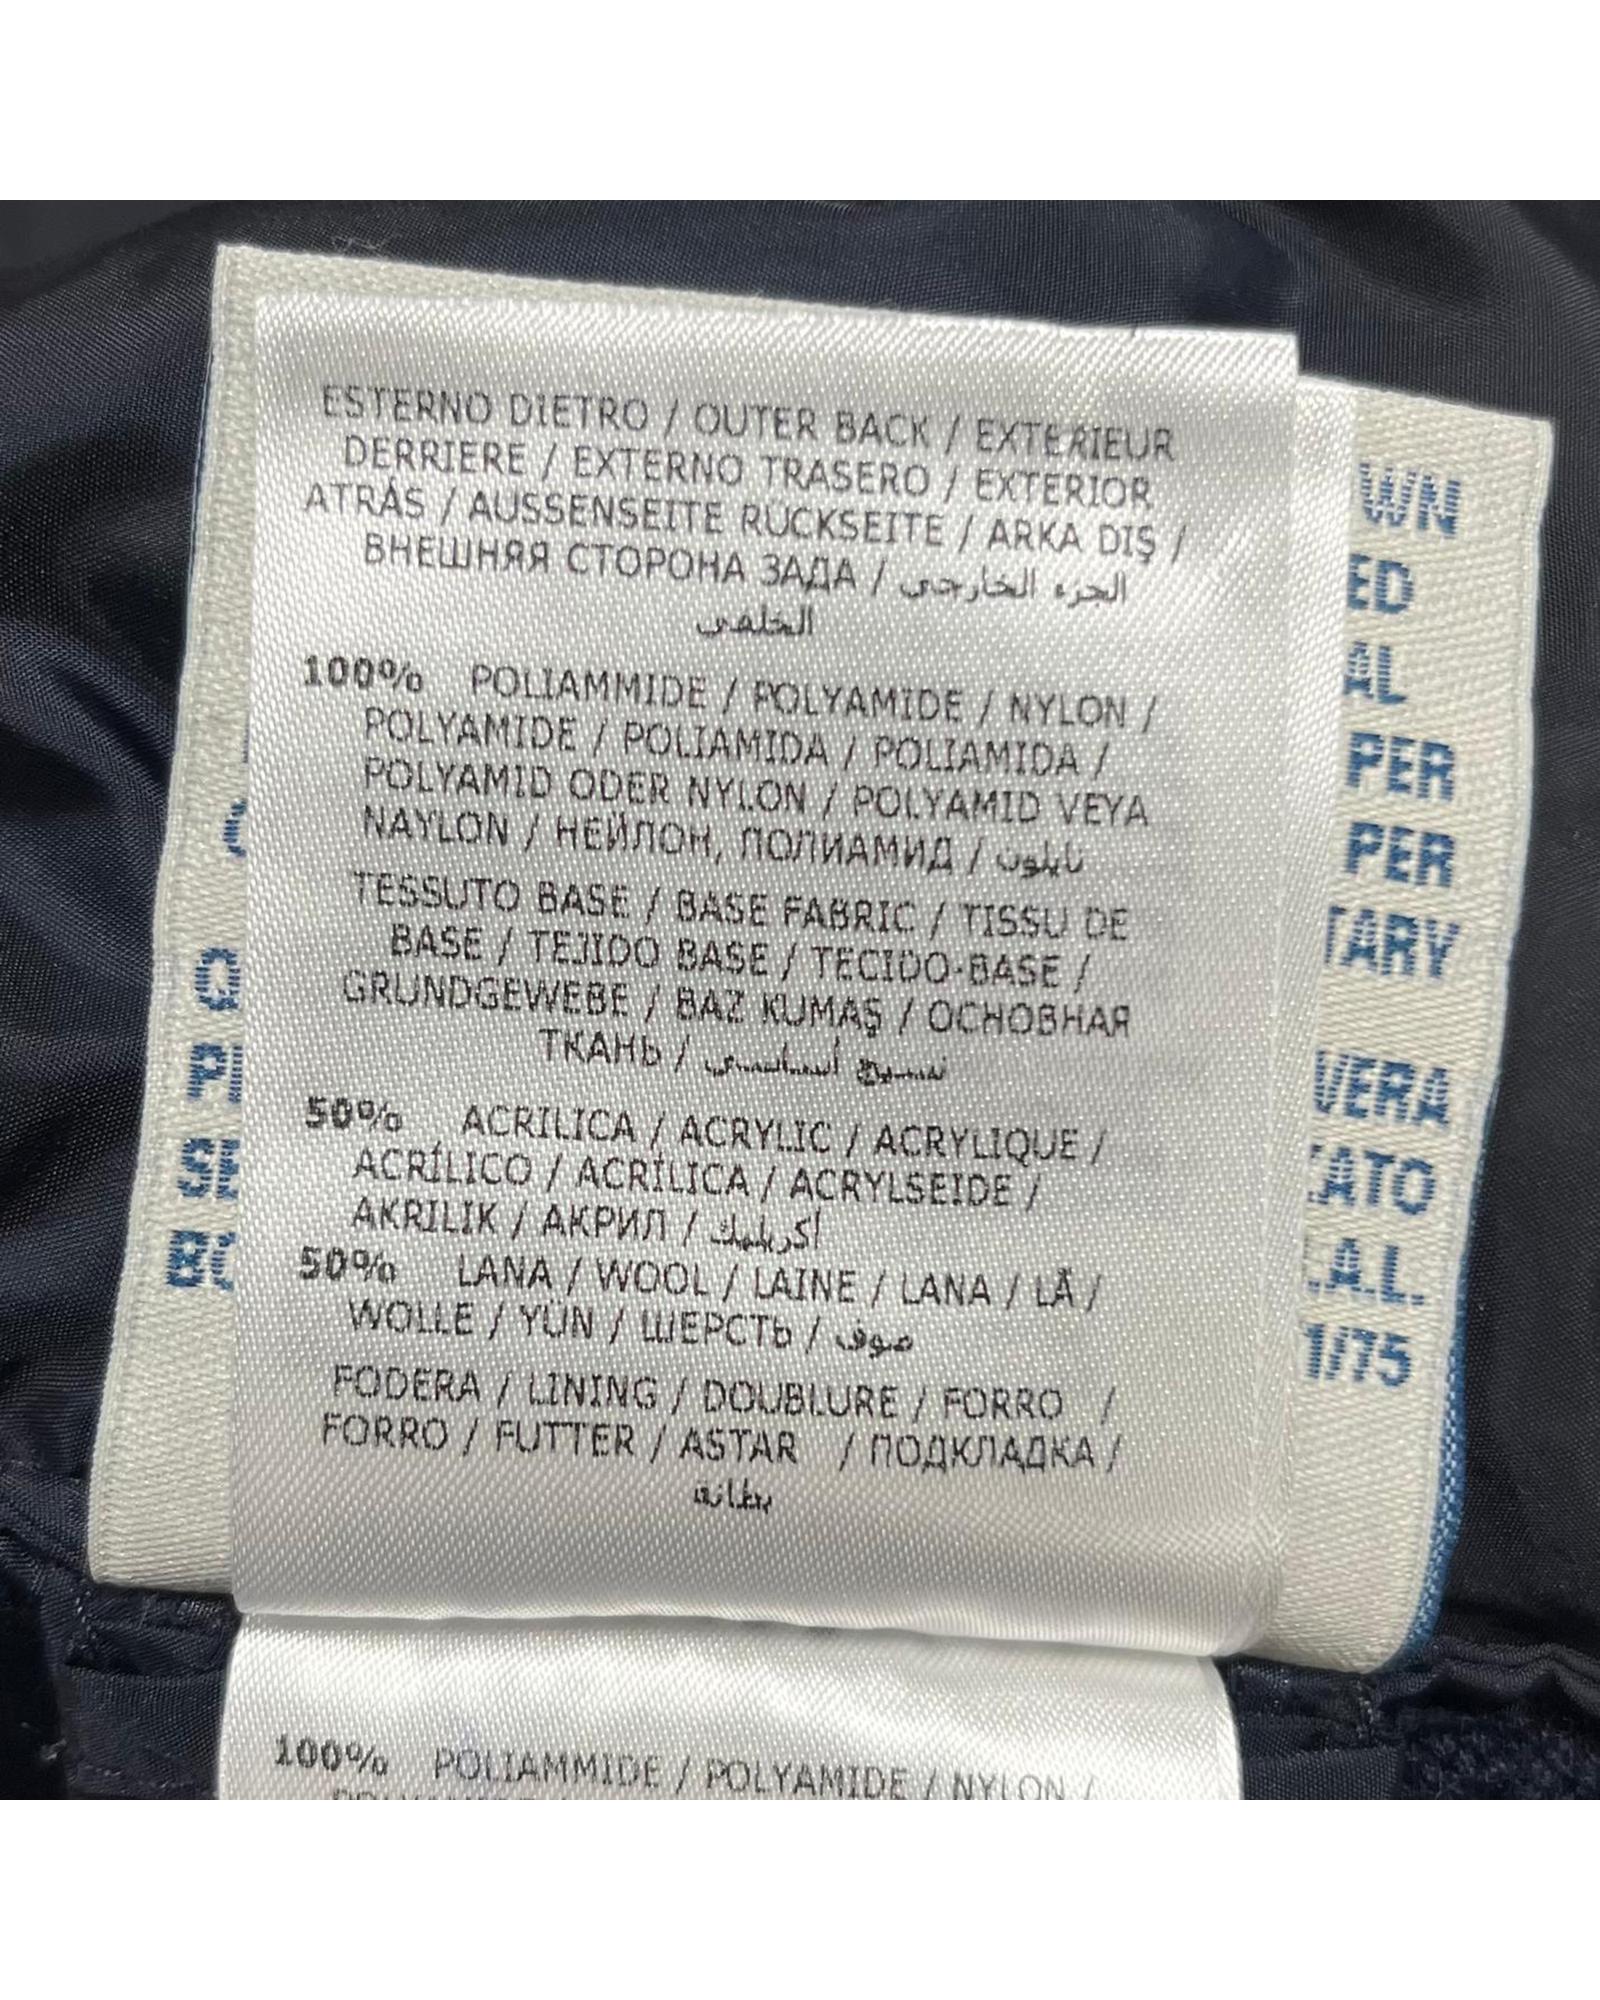 ESTERNO DIETRO / OUTER BACK / EXTERIEUR
DERRIERE / EXTERNO TRASERO / EXTERIOR
ATRÁS / AUSSENSEITE RÜCKSEITE / ARKA DIŞ /
ВНЕШНЯЯ СТОРОНА ЗАДА / الجزء الخارجي
الخلفي
100% POLIAMMIDE / POLYAMIDE / NYLON /
POLYAMIDE / POLIAMIDA / POLIAMIDA /
POLYAMID ODER NYLON / POLYAMID VEYA
NAYLON / НЕЙЛОН, ПОЛИАМИД / نايلون
TESSUTO BASE / BASE FABRIC / TISSU DE
BASE / TEJIDO BASE / TECIDO-BASE /
GRUNDGEWEBE / BAZ KUMAŞ / ОСНОВНАЯ
ТКАНЬ / نسيج أساسي
50% ACRILICA / ACRYLIC / ACRYLIQUE /
ACRÍLICO / ACRÍLICA / ACRYLSEIDE /
AKRILIK / АКРИЛ / أكريليك
50% LANA / WOOL / LAINE / LANA / LÃ /
WOLLE / YÜN / ШЕРСТЬ / صوف
FODERA / LINING / DOUBLURE / FORRO /
FORRO / FUTTER / ASTAR / ПОДКЛАДКА /
بطانة
100% POLIAMMIDE / POLYAMIDE / NYLON /
WN
ED
AL
PER
PER
TARY
VERA
ATO
.A.L.
1/75